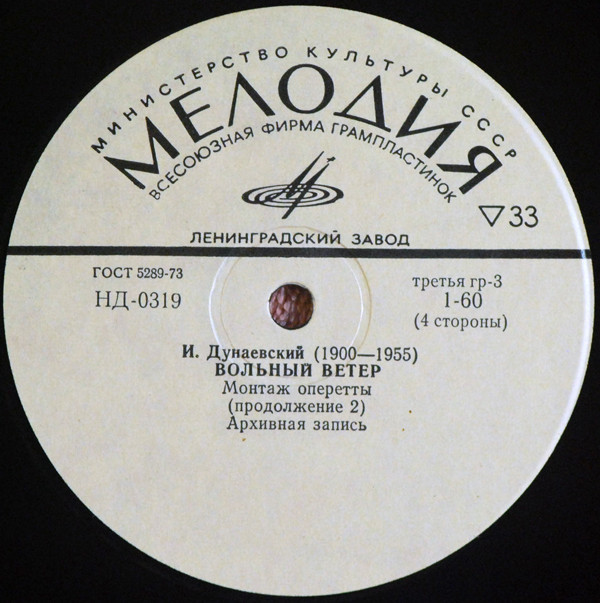 МИНИСТЕРСТВО КУЛЬТУРЫ СССР
МЕЛОДИЯ
ВСЕСОЮЗНАЯ ФИРМА ГРАМПЛАСТИНОК
▽33
ЛЕНИНГРАДСКИЙ ЗАВОД
ГОСТ 5289-73
НД-0319
третья гр-3
1-60
(4 стороны)
И. Дунаевский (1900—1955)
ВОЛЬНЫЙ ВЕТЕР
Монтаж оперетты
(продолжение 2)
Архивная запись